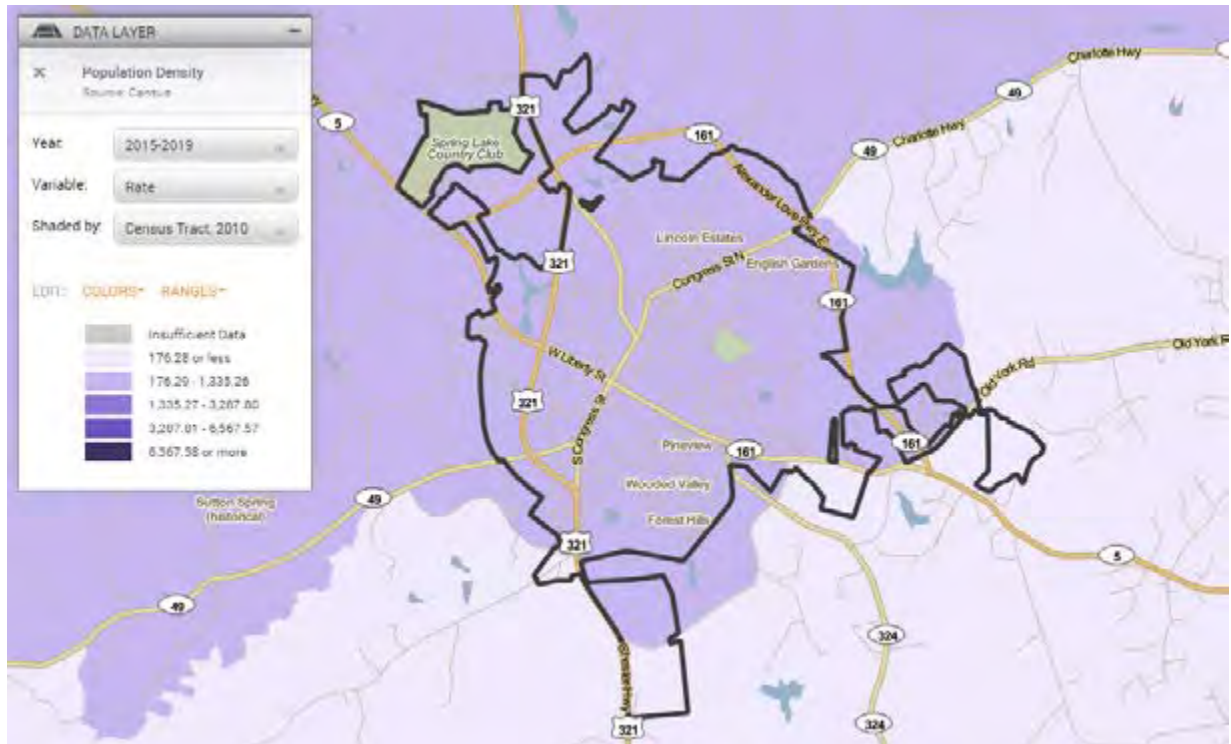 DATA LAYER
Population Density
Source: Census
Year:
2015-2019
Variable:
Rate
Shaded by:
Census Tract, 2010
EDIT:
COLORS
RANGES
Insufficient Data
176.28 or less
176.29 - 1,335.26
1,335.27 - 3,287.80
3,287.81 - 6,567.57
6,567.58 or more
321
5
Spring Lake
Country Club
161
49
Charlotte Hwy
49
Charlotte Hwy
Alexander Love Hwy E
Lincoln Estates
Congress St N
English Gardens
321
161
W Liberty St
Old York Rd
Old York R
321
S Congress St
Pineview
161
161
Wooded Valley
Forest Hills
Sutton Spring
(historical)
49
321
5
49
324
Chester Hwy
321
324